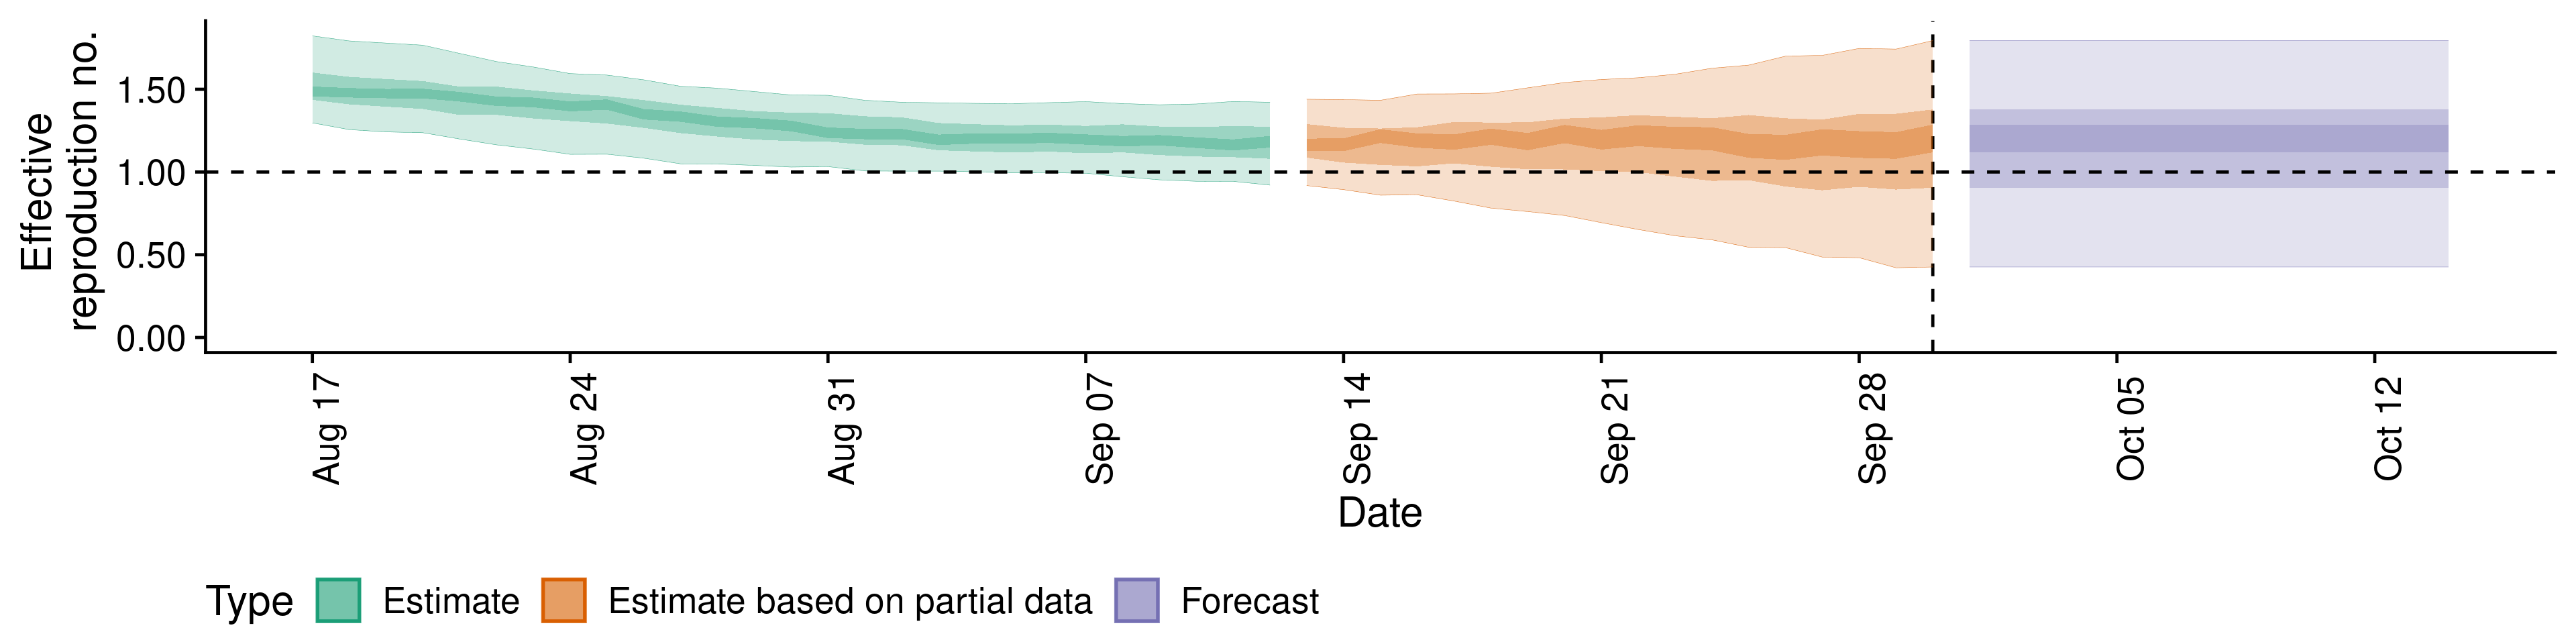 Effective
reproduction no.
1.50
1.00
0.50
0.00
Aug 17
Aug 24
Aug 31
Sep 07
Sep 14
Sep 21
Sep 28
Oct 05
Oct 12
Date
Type Estimate Estimate based on partial data Forecast